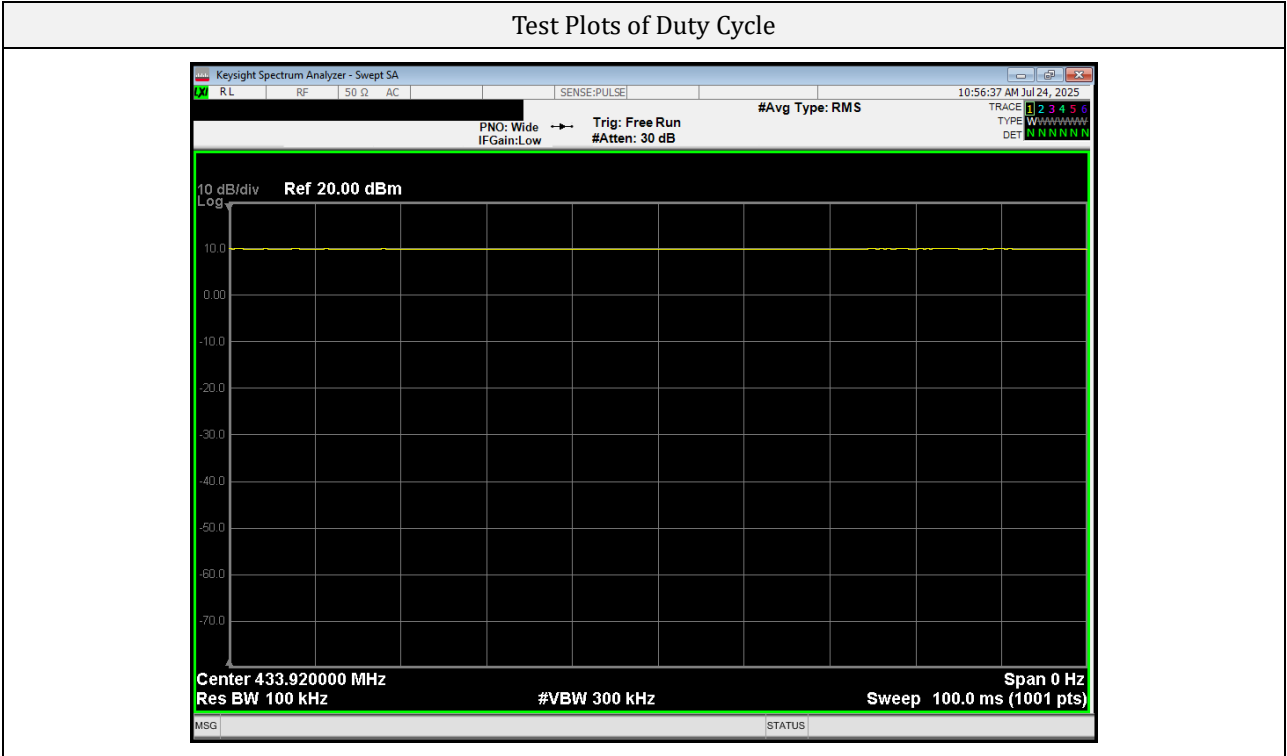 Test Plots of Duty Cycle
Keysight Spectrum Analyzer - Swept SA
LXI RL RF 50 Ω AC SENSE:PULSE 10:56:37 AM Jul 24, 2025
#Avg Type: RMS TRACE 1 2 3 4 5 6
PNO: Wide Trig: Free Run TYPE WWWWWW
IFGain:Low #Atten: 30 dB DET N N N N N N
10 dB/div Ref 20.00 dBm
Log
10.0
0.00
-10.0
-20.0
-30.0
-40.0
-50.0
-60.0
-70.0
Center 433.920000 MHz Span 0 Hz
Res BW 100 kHz #VBW 300 kHz Sweep 100.0 ms (1001 pts)
MSG STATUS